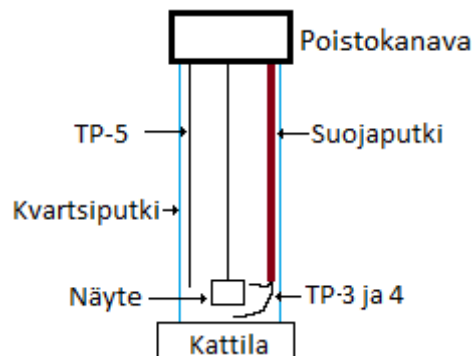 Poistokanava
TP-5
Suojaputki
Kvartsiputki
Näyte
TP-3 ja 4
Kattila